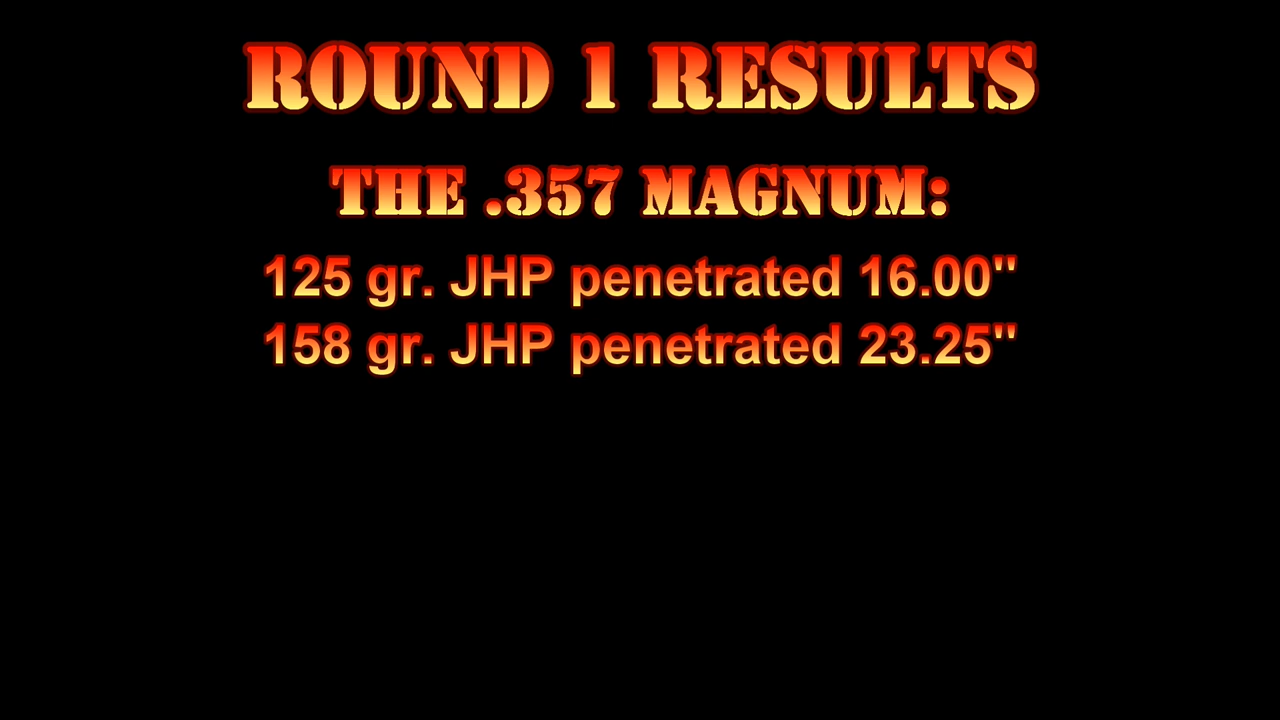 ROUND 1 RESULTS
THE .357 MAGNUM:
125 gr. JHP penetrated 16.00"
158 gr. JHP penetrated 23.25"